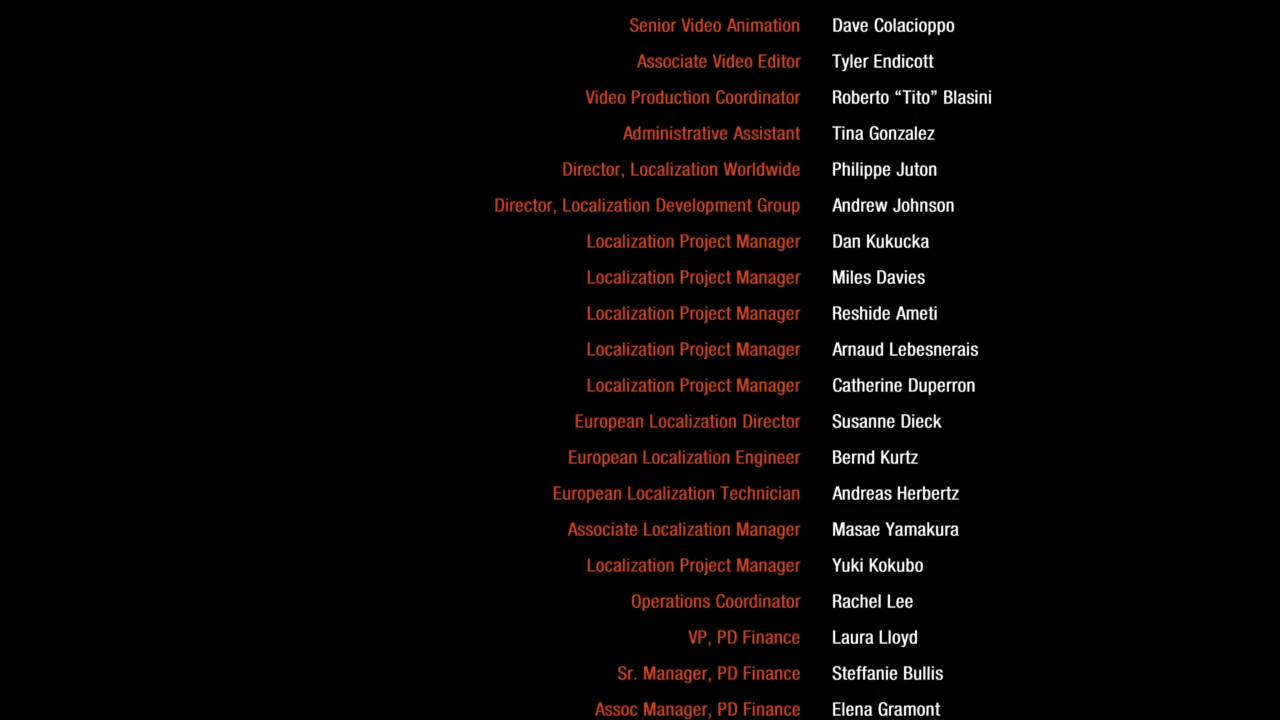 Senior Video Animation Dave Colacioppo
Associate Video Editor Tyler Endicott
Video Production Coordinator Roberto “Tito” Blasini
Administrative Assistant Tina Gonzalez
Director, Localization Worldwide Philippe Juton
Director, Localization Development Group Andrew Johnson
Localization Project Manager Dan Kukucka
Localization Project Manager Miles Davies
Localization Project Manager Reshide Ameti
Localization Project Manager Arnaud Lebesnerais
Localization Project Manager Catherine Duperron
European Localization Director Susanne Dieck
European Localization Engineer Bernd Kurtz
European Localization Technician Andreas Herbertz
Associate Localization Manager Masae Yamakura
Localization Project Manager Yuki Kokubo
Operations Coordinator Rachel Lee
VP, PD Finance Laura Lloyd
Sr. Manager, PD Finance Steffanie Bullis
Assoc Manager, PD Finance Elena Gramont